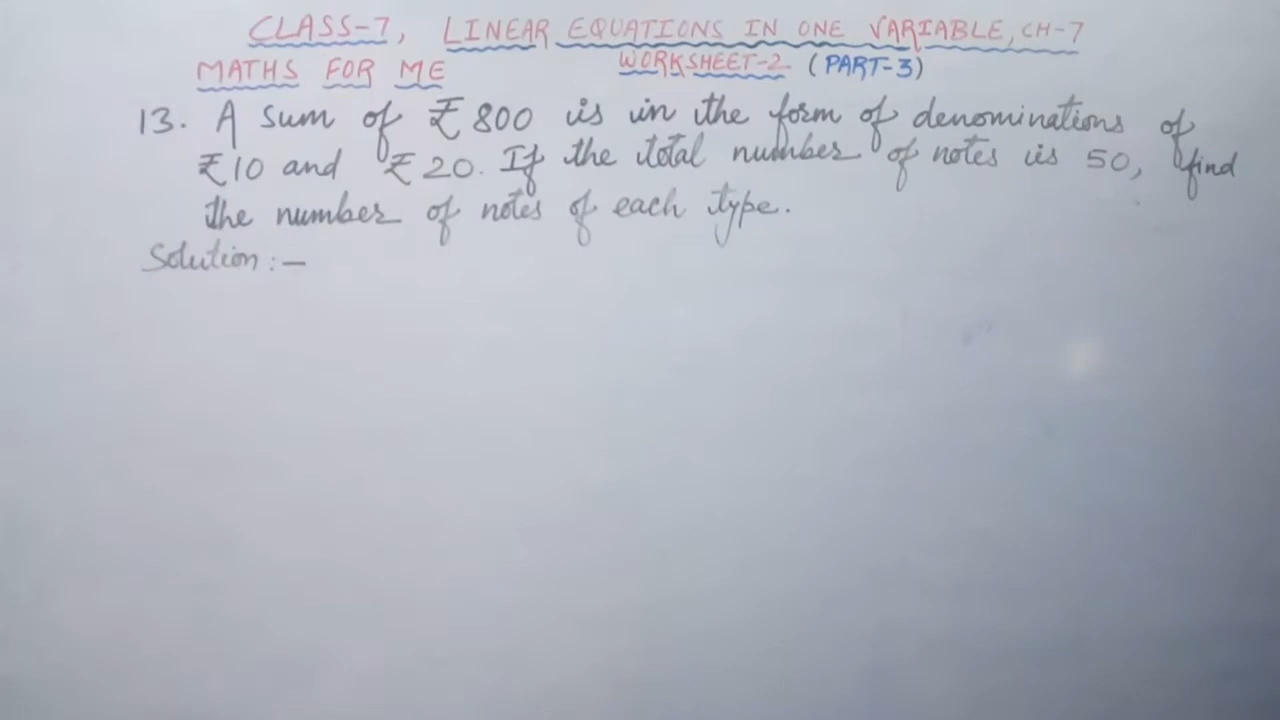 CLASS-7, LINEAR EQUATIONS IN ONE VARIABLE, CH-7
MATHS FOR ME WORKSHEET-2 (PART-3)
13. A sum of ₹800 is in the form of denominations of
₹10 and ₹20. If the total number of notes is 50, find
the number of notes of each type.
Solution :-